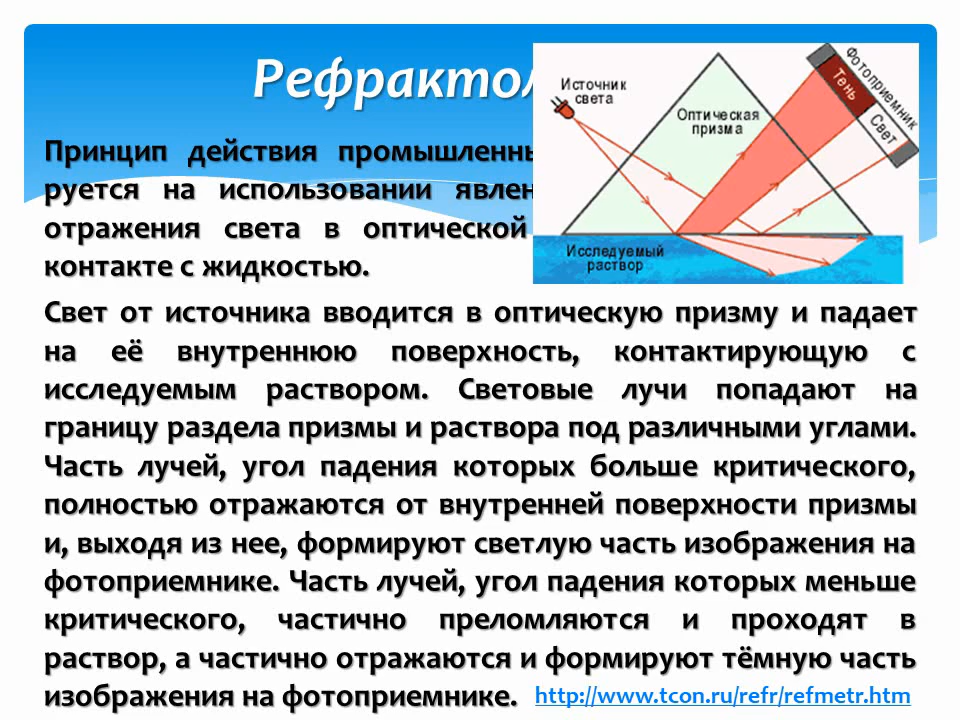 Рефрактол
Источник
света
Оптическая
призма
Фотоприемник
Тень
Свет
Исследуемый
раствор
Принцип действия промышленны
руется на использовании явлен
отражения света в оптической
контакте с жидкостью.
Свет от источника вводится в оптическую призму и падает
на её внутреннюю поверхность, контактирующую с
исследуемым раствором. Световые лучи попадают на
границу раздела призмы и раствора под различными углами.
Часть лучей, угол падения которых больше критического,
полностью отражаются от внутренней поверхности призмы
и, выходя из нее, формируют светлую часть изображения на
фотоприемнике. Часть лучей, угол падения которых меньше
критического, частично преломляются и проходят в
раствор, а частично отражаются и формируют тёмную часть
изображения на фотоприемнике. http://www.tcon.ru/refr/refmetr.htm